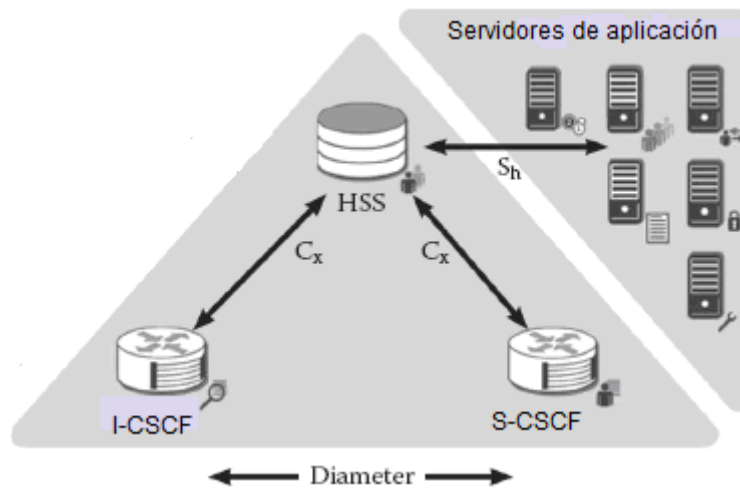 Servidores de aplicación
Sh
HSS
Cx
Cx
I-CSCF
S-CSCF
Diameter